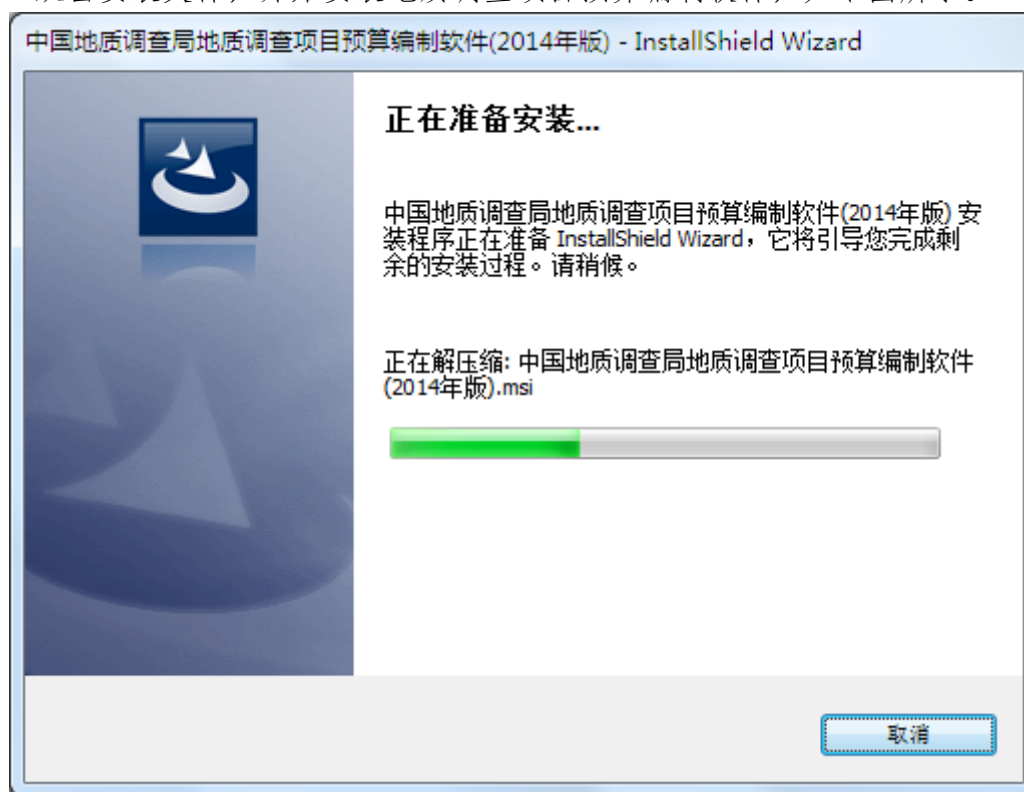 中国地质调查局地质调查项目预算编制软件(2014年版) - InstallShield Wizard
正在准备安装...
中国地质调查局地质调查项目预算编制软件(2014年版) 安
装程序正在准备 InstallShield Wizard，它将引导您完成剩
余的安装过程。请稍候。
正在解压缩: 中国地质调查局地质调查项目预算编制软件
(2014年版).msi
取消